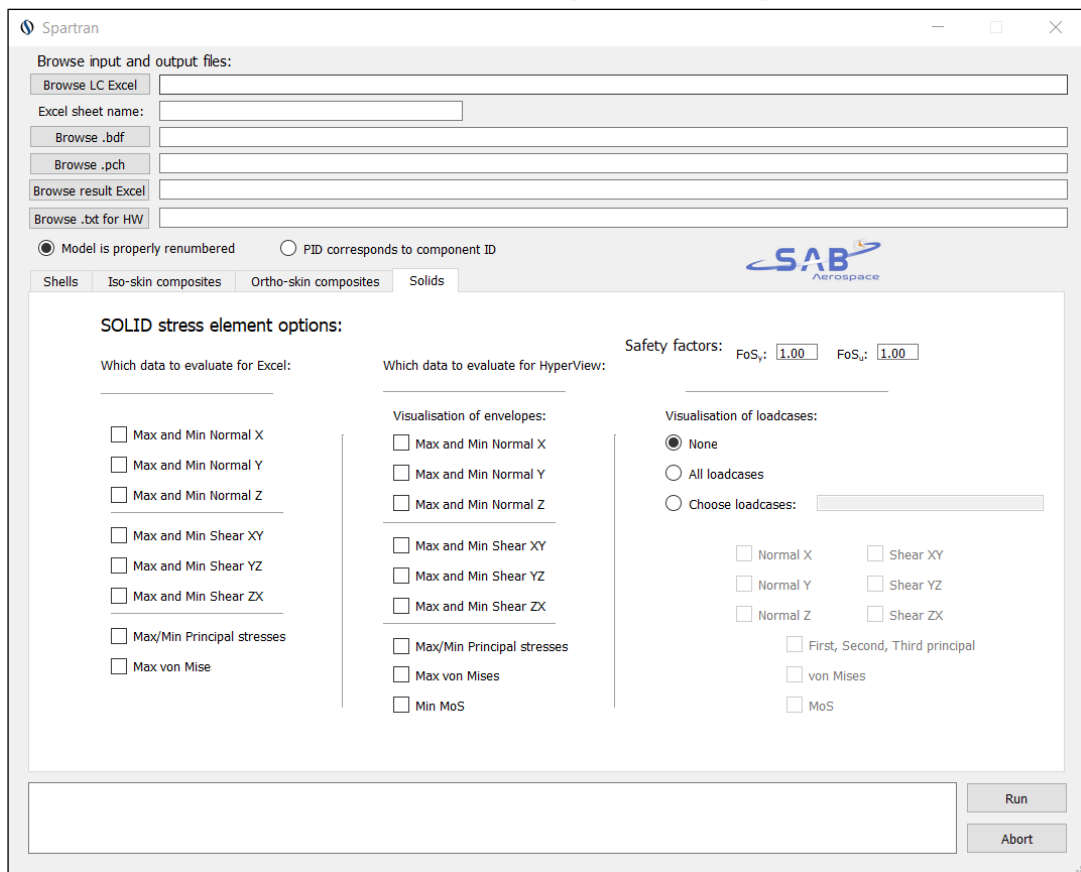 Spartran
Browse input and output files:
Browse LC Excel
Excel sheet name:
Browse .bdf
Browse .pch
Browse result Excel
Browse .txt for HW
Model is properly renumbered
PID corresponds to component ID
SAB
Aerospace
Shells
Iso-skin composites
Ortho-skin composites
Solids
SOLID stress element options:
Safety factors: FoSy: 1.00 FoSu: 1.00
Which data to evaluate for Excel:
Max and Min Normal X
Max and Min Normal Y
Max and Min Normal Z
Max and Min Shear XY
Max and Min Shear YZ
Max and Min Shear ZX
Max/Min Principal stresses
Max von Mise
Which data to evaluate for HyperView:
Visualisation of envelopes:
Max and Min Normal X
Max and Min Normal Y
Max and Min Normal Z
Max and Min Shear XY
Max and Min Shear YZ
Max and Min Shear ZX
Max/Min Principal stresses
Max von Mises
Min MoS
Visualisation of loadcases:
None
All loadcases
Choose loadcases:
Normal X
Shear XY
Normal Y
Shear YZ
Normal Z
Shear ZX
First, Second, Third principal
von Mises
MoS
Run
Abort